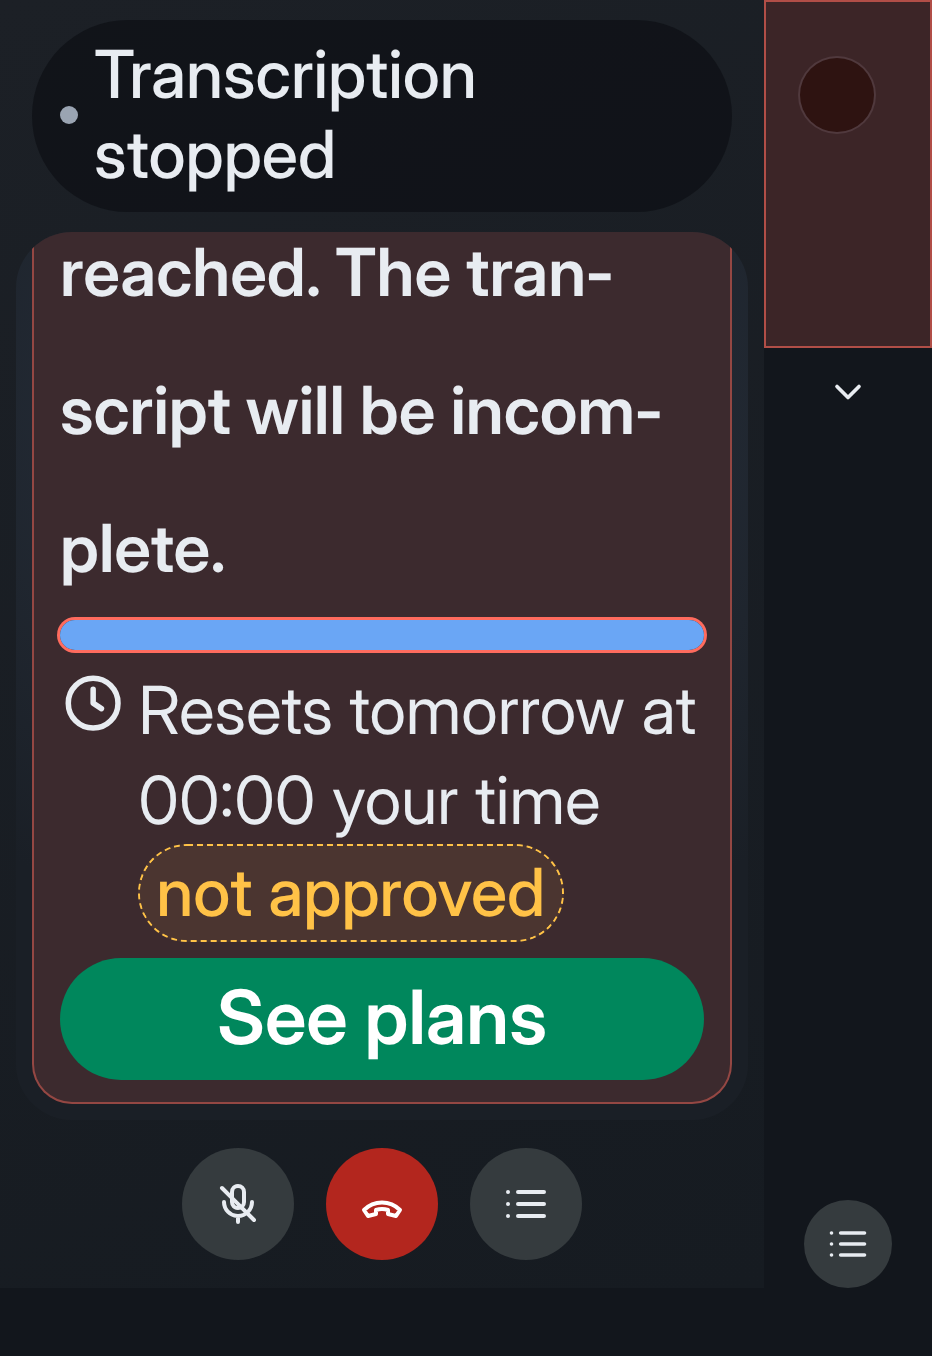 Transcription
stopped
reached. The tran-
script will be incom-
plete.
Resets tomorrow at
00:00 your time
not approved
See plans